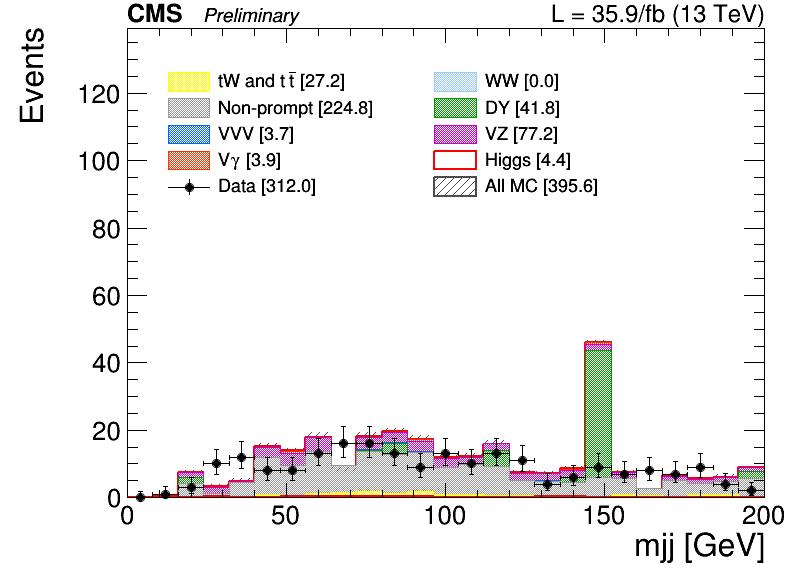 CMS Preliminary L = 35.9/fb (13 TeV)
Events
tW and tt̅ [27.2] WW [0.0]
Non-prompt [224.8] DY [41.8]
VVV [3.7] VZ [77.2]
Vγ [3.9] Higgs [4.4]
Data [312.0] All MC [395.6]
120
100
80
60
40
20
0
0 50 100 150 200
mjj [GeV]